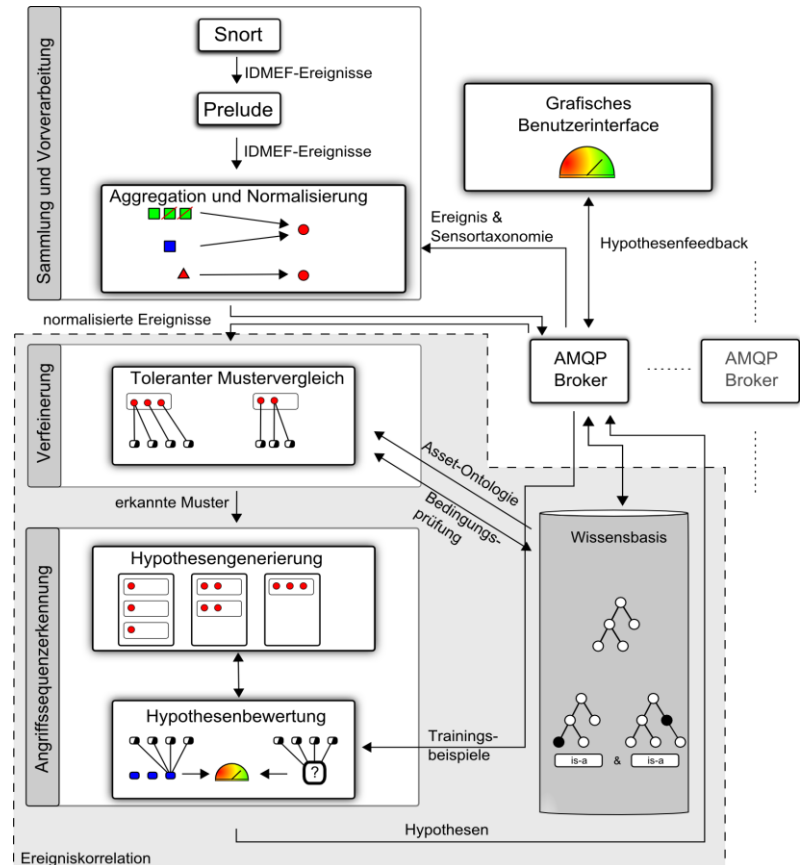 Sammlung und Vorverarbeitung
Snort
IDMEF-Ereignisse
Prelude
IDMEF-Ereignisse
Aggregation und Normalisierung
Grafisches
Benutzerinterface
Ereignis &
Sensortaxonomie
Hypothesenfeedback
normalisierte Ereignisse
AMQP
Broker
AMQP
Broker
Verfeinerung
Toleranter Mustervergleich
Asset-Ontologie
Bedingungs-
prüfung
erkannte Muster
Wissensbasis
Angriffssequenzerkennung
Hypothesengenerierung
Hypothesenbewertung
?
Trainings-
beispiele
is-a
&
is-a
Hypothesen
Ereigniskorrelation